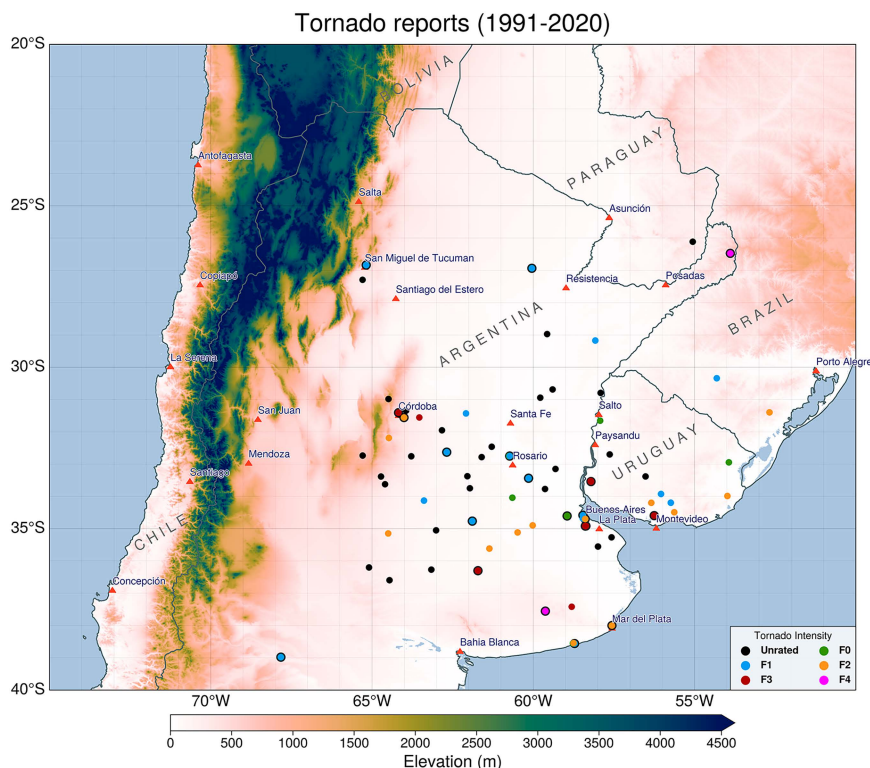 Tornado reports (1991-2020)
20°S
OLIVIA
PARAGUAY
Antofagasta
Salta
25°S
Asunción
San Miguel de Tucuman
Copiapó
Santiago del Estero
Resistencia
Posadas
ARGENTINA
BRAZIL
30°S
La Serena
Porto Alegre
San Juan
Córdoba
Santa Fe
Salto
Mendoza
Rosario
Paysandu
URUGUAY
Santiago
CHILE
35°S
Buenos Aires
La Plata
Montevideo
Concepción
Mar del Plata
Bahia Blanca
Tornado Intensity
Unrated F0
F1 F2
F3 F4
40°S
70°W 65°W 60°W 55°W
0 500 1000 1500 2000 2500 3000 3500 4000 4500
Elevation (m)